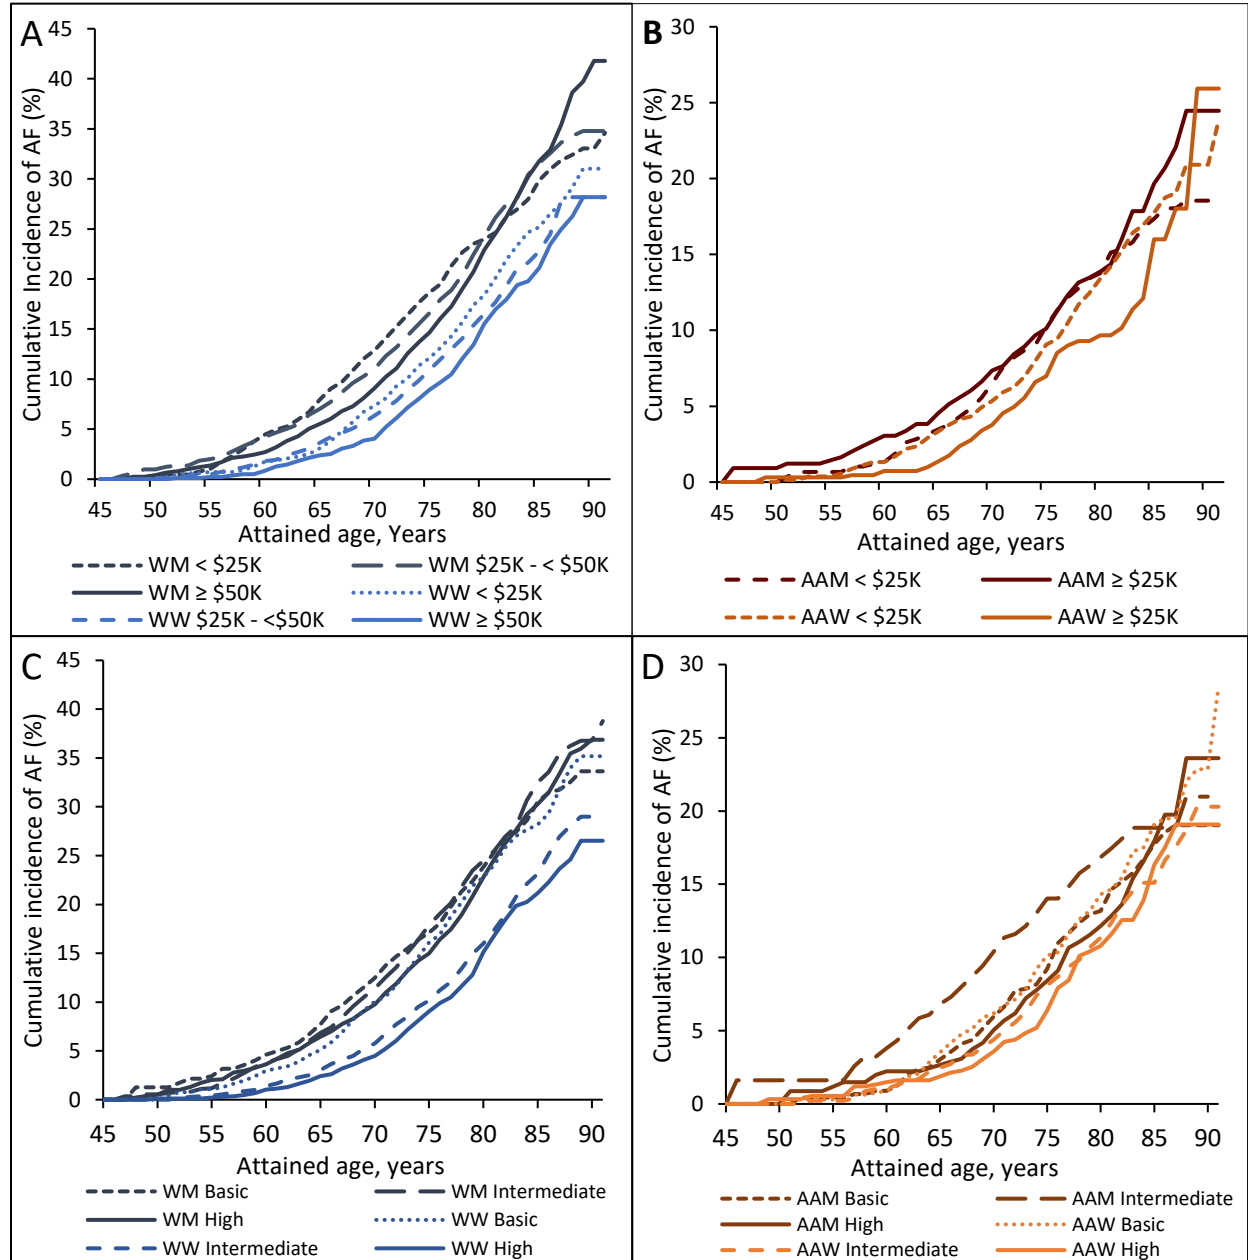 A
Cumulative Incidence of AF (%)
45
40
35
30
25
20
15
10
5
0
45 50 55 60 65 70 75 80 85 90
Attained age, Years
WM < $25K WM $25K - < $50K
WM ≥ $50K WW < $25K
WW $25K - <$50K WW ≥ $50K
B
Cumulative incidence of AF (%)
30
25
20
15
10
5
0
45 50 55 60 65 70 75 80 85 90
Attained age, years
AAM < $25K AAM ≥ $25K
AAW < $25K AAW ≥ $25K
C
Cumulative incidence of AF (%)
45
40
35
30
25
20
15
10
5
0
45 50 55 60 65 70 75 80 85 90
Attained age, years
WM Basic WM Intermediate
WM High WW Basic
WW Intermediate WW High
D
Cumulative incidence of AF (%)
30
25
20
15
10
5
0
45 50 55 60 65 70 75 80 85 90
Attained age, years
AAM Basic AAM Intermediate
AAM High AAW Basic
AAW Intermediate AAW High